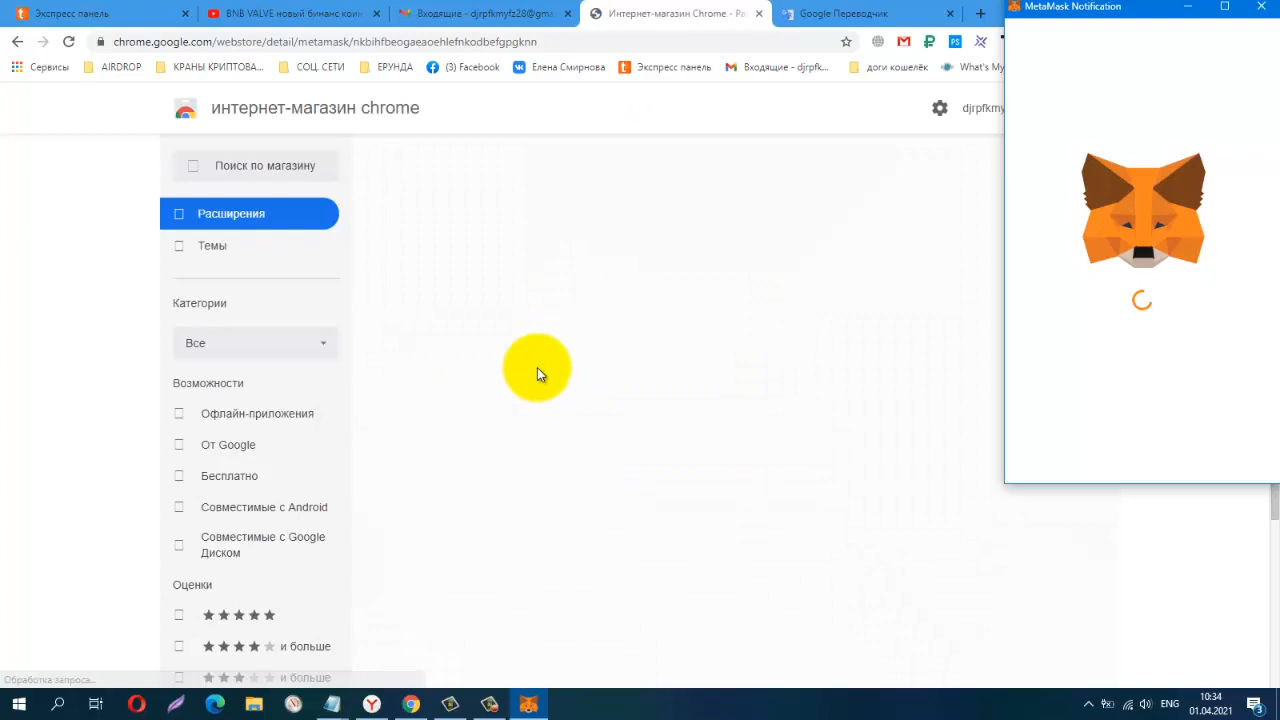 Экспресс панель
BNB VALVE новый бинанс коин
Входящие - djrpfkmyfz28@gma
Интернет-магазин Chrome - Ра
Google Переводчик
MetaMask Notification
chrome.google.com/webstore/detail/metamask/nkbihfbeogaeaoehlefnkodbefgpgknn
Сервисы
AIRDROP
КРАНЫ КРИПТОВА...
СОЦ. СЕТИ
ЕРУНДА
(3) Facebook
Елена Смирнова
Экспресс панель
Входящие - djrpfk...
доги кошелёк
What's My
интернет-магазин chrome
djrpfkmy
Поиск по магазину
Расширения
Темы
Категории
Все
Возможности
Офлайн-приложения
От Google
Бесплатно
Совместимые с Android
Совместимые с Google
Диском
Оценки
и больше
и больше
Обработка запроса...
ENG
10:34
01.04.2021
3